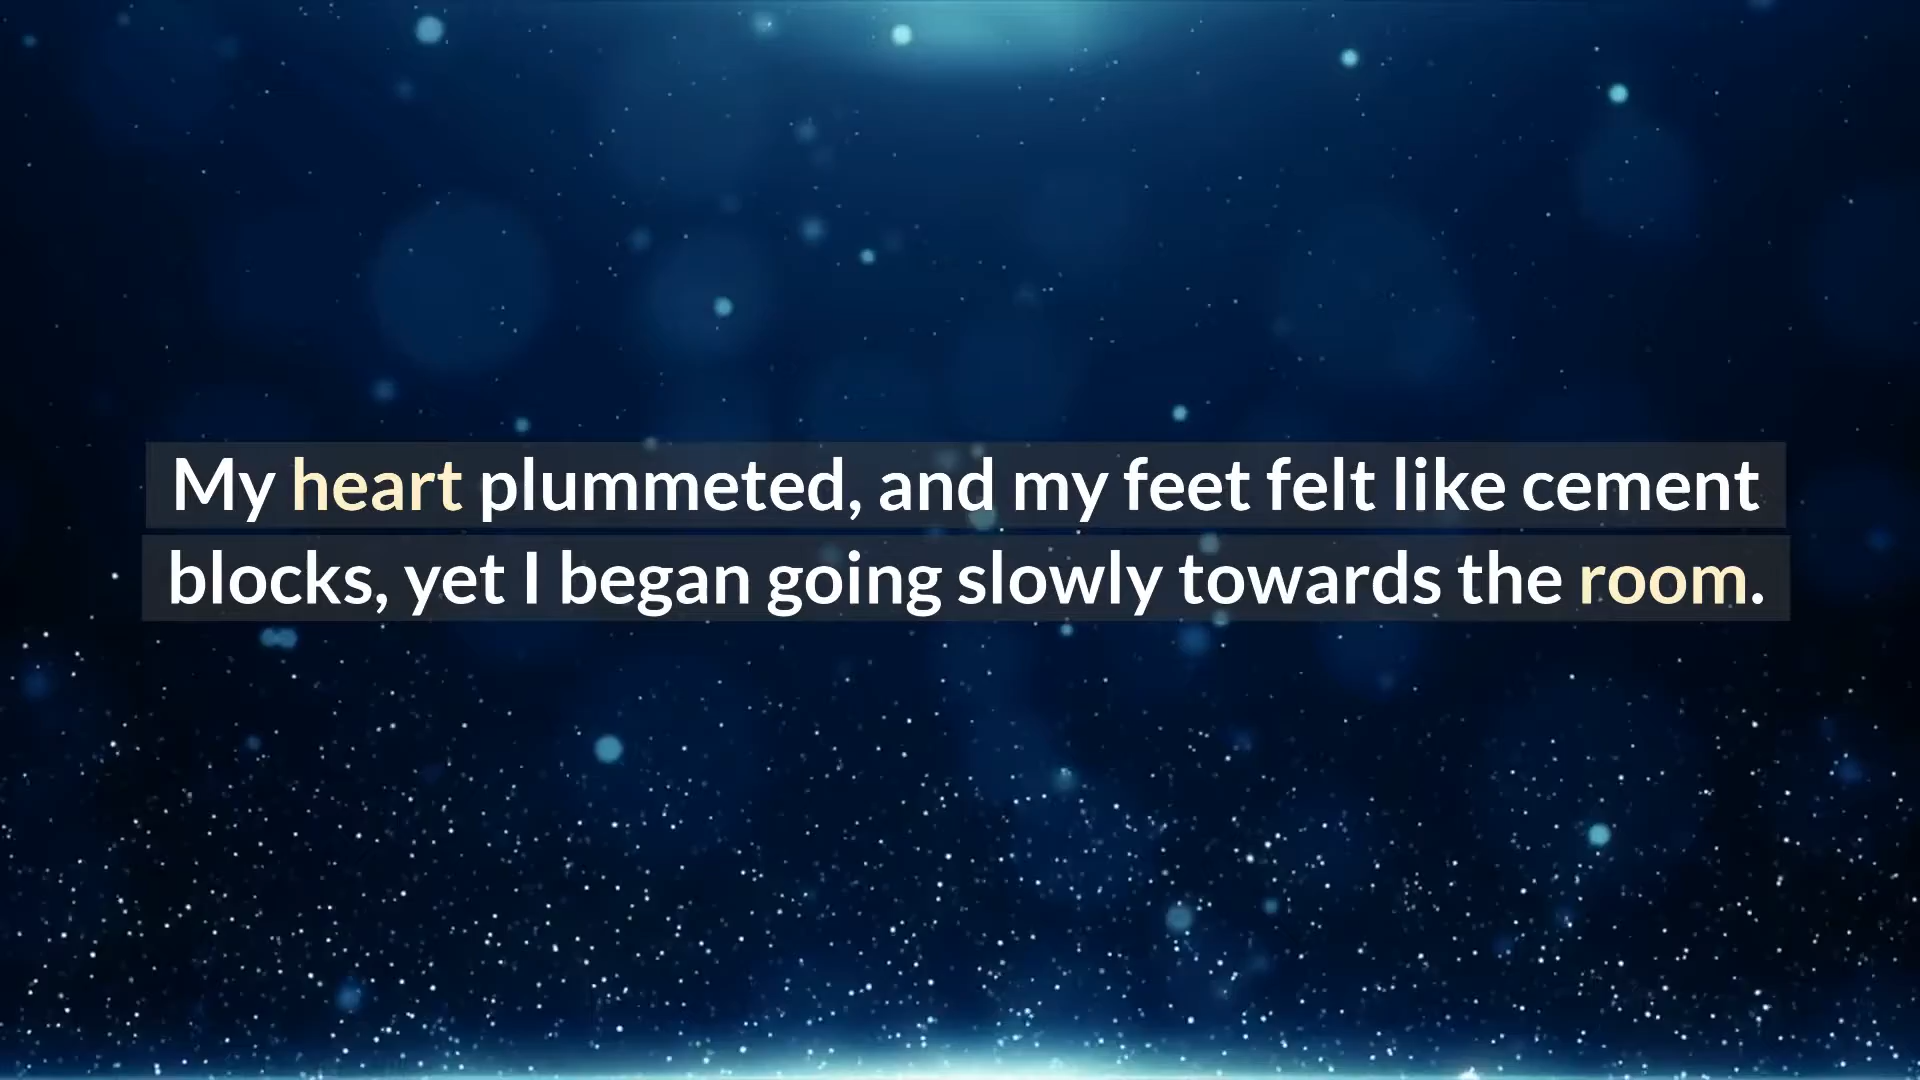 My heart plummeted, and my feet felt like cement
blocks, yet I began going slowly towards the room.